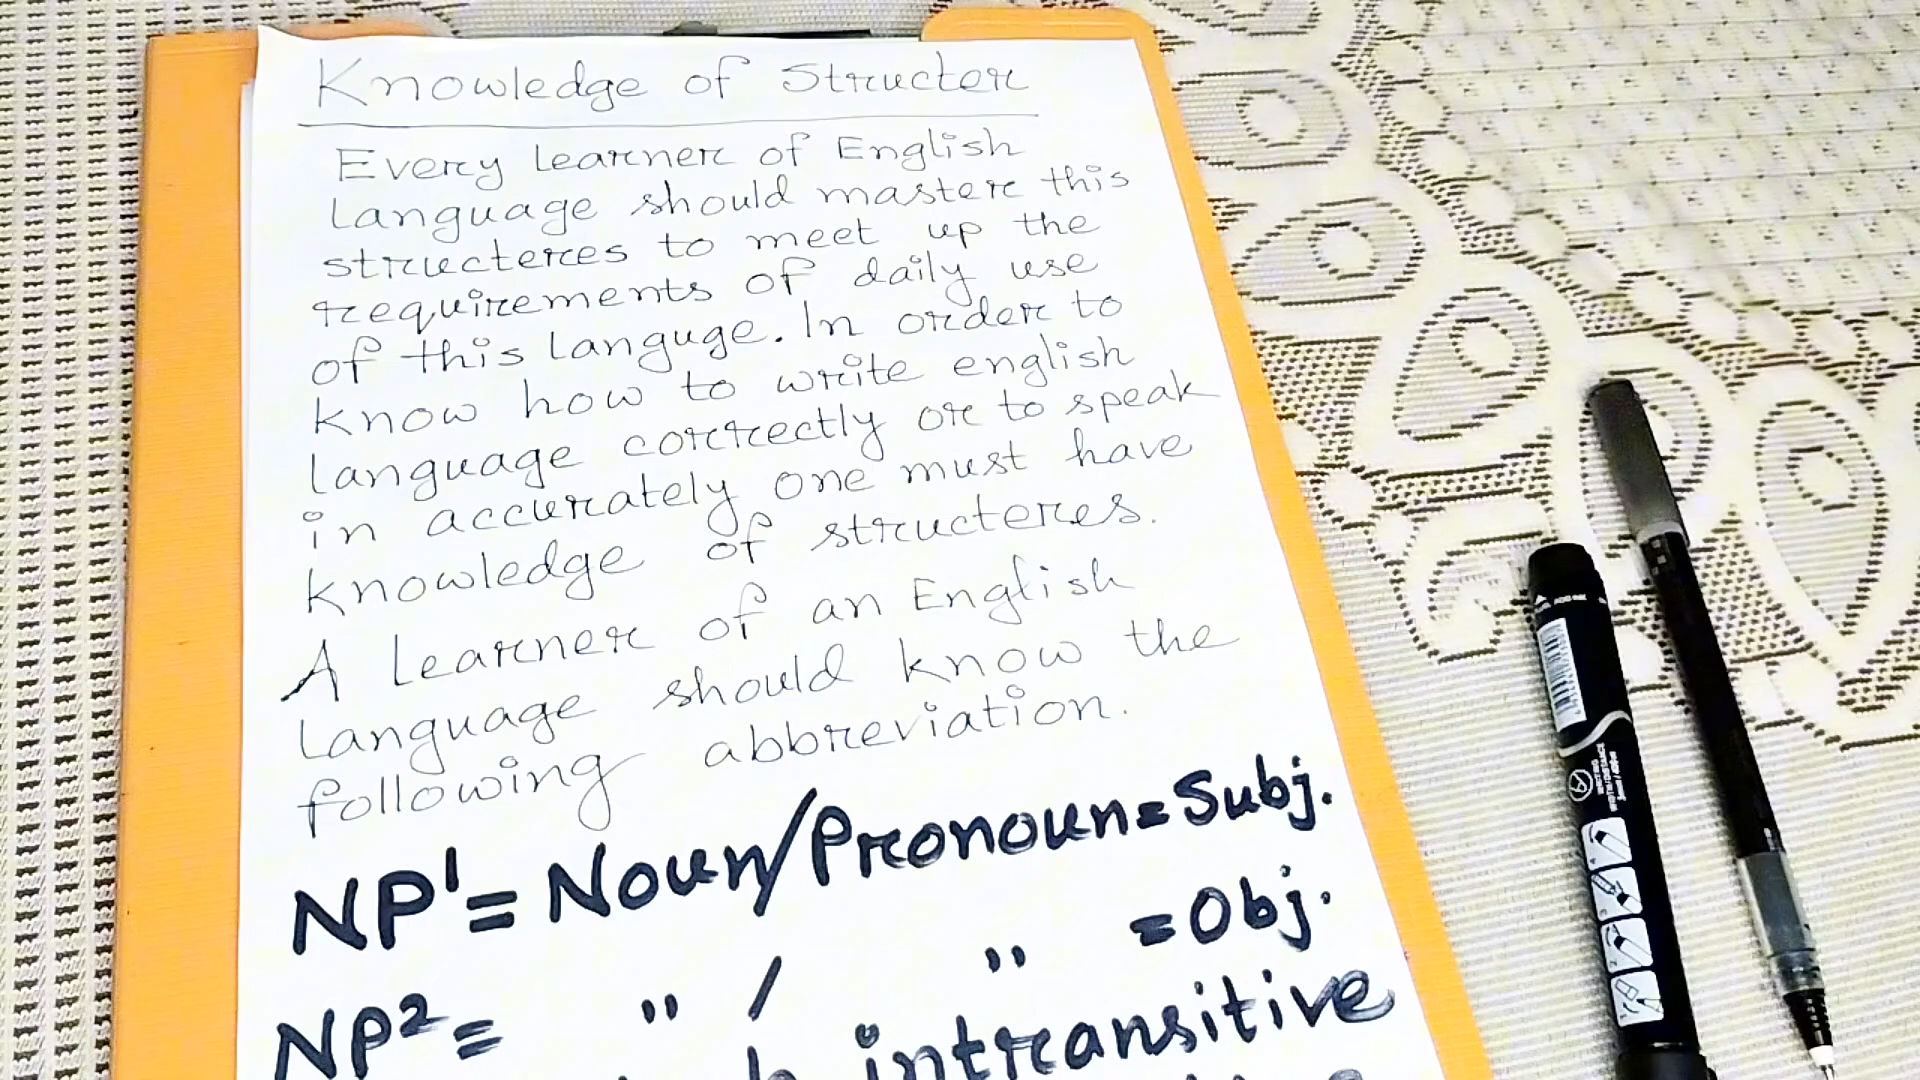 Knowledge of Structer
Every learner of English
language should master this
structeres to meet up the
requirements of daily use
of this languge. In order to
know how to write english
language correctly or to speak
in accurately one must have
knowledge of structeres.
A learner of an English
language should know the
following abbreviation.
NP¹ = Noun/Pronoun = Subj.
NP² = " / " = Obj.
intransitive